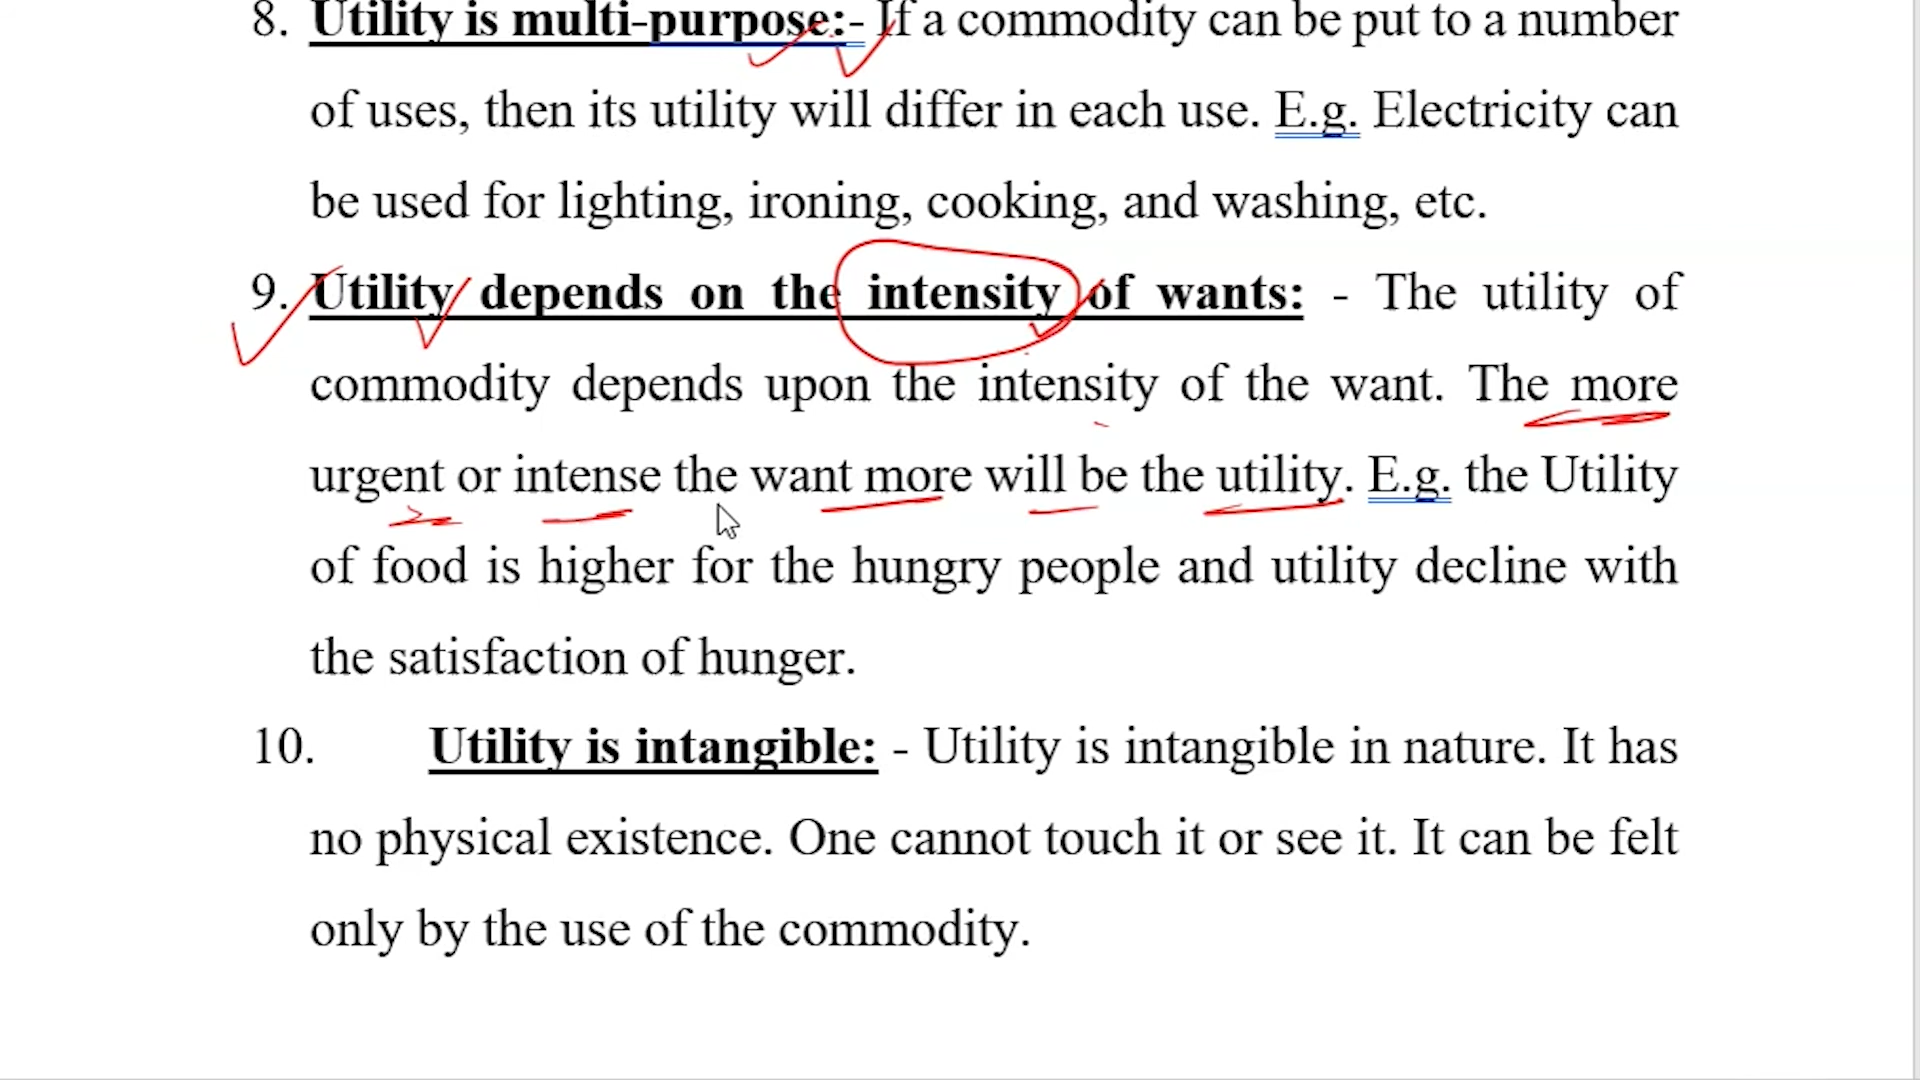 8. Utility is multi-purpose:- If a commodity can be put to a number
of uses, then its utility will differ in each use. E.g. Electricity can
be used for lighting, ironing, cooking, and washing, etc.
9. Utility depends on the intensity of wants: - The utility of
commodity depends upon the intensity of the want. The more
urgent or intense the want more will be the utility. E.g. the Utility
of food is higher for the hungry people and utility decline with
the satisfaction of hunger.
10. Utility is intangible: - Utility is intangible in nature. It has
no physical existence. One cannot touch it or see it. It can be felt
only by the use of the commodity.